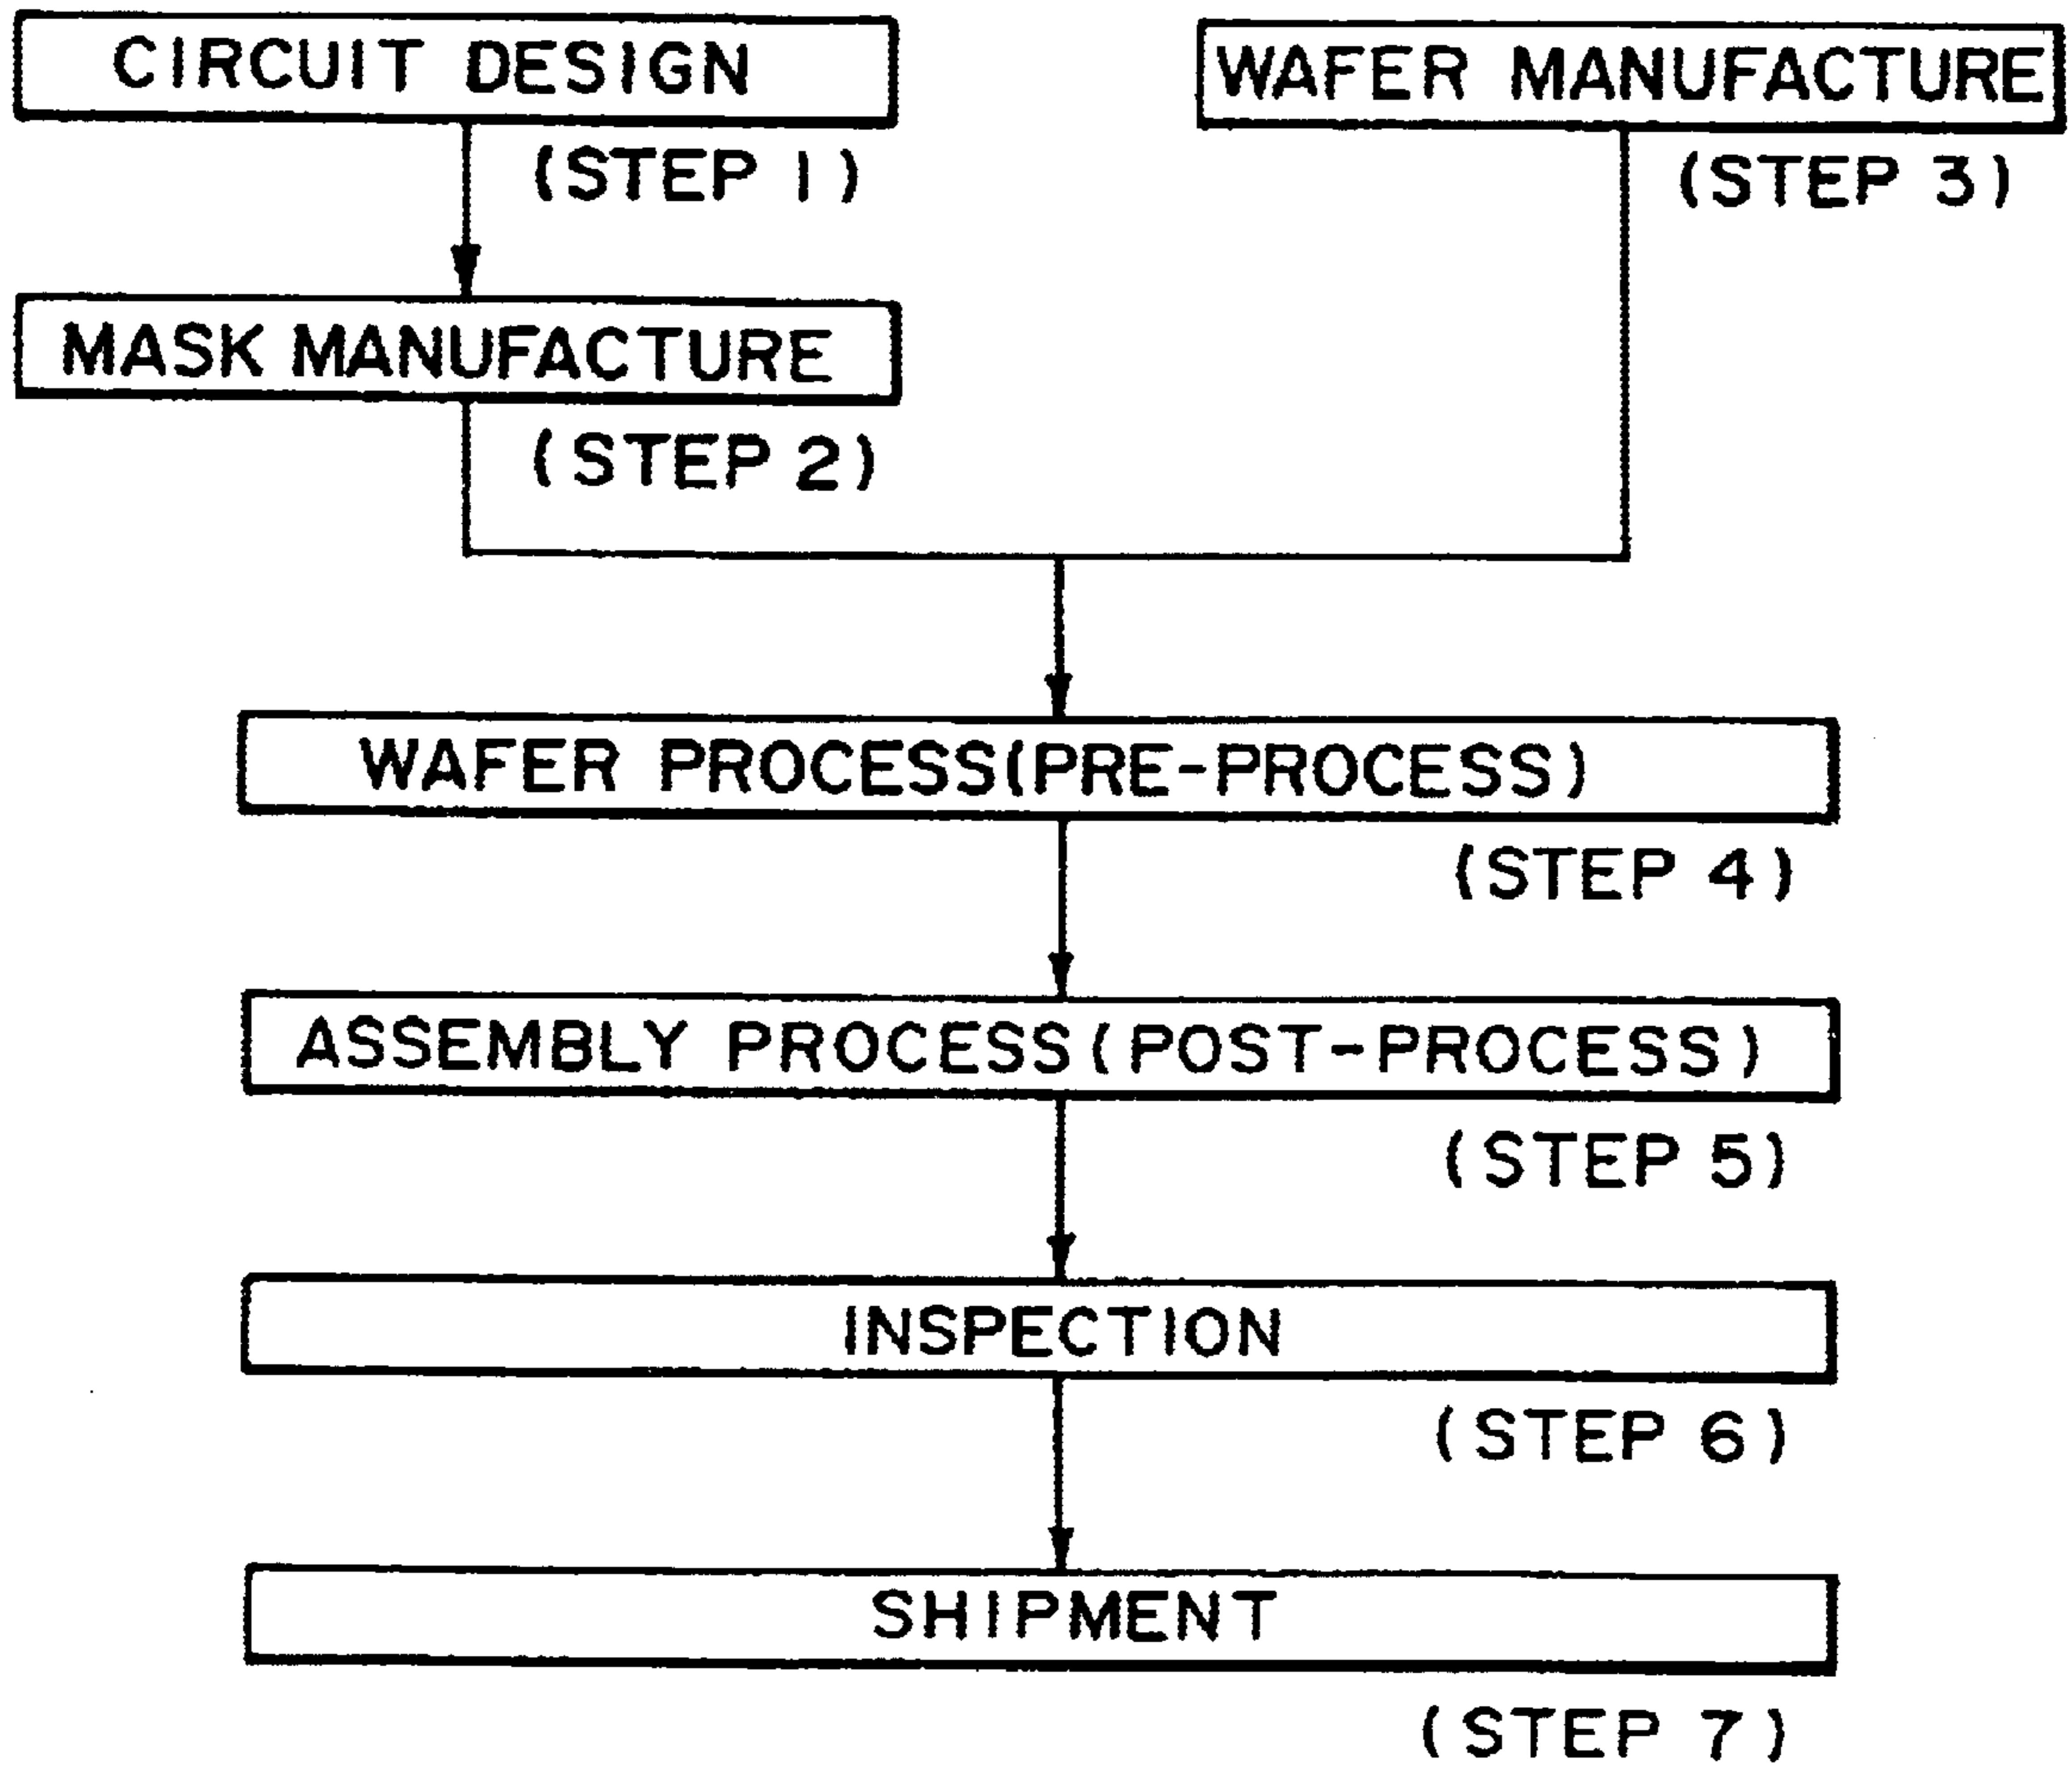 CIRCUIT DESIGN
(STEP 1)
MASK MANUFACTURE
(STEP 2)
WAFER MANUFACTURE
(STEP 3)
WAFER PROCESS(PRE-PROCESS)
(STEP 4)
ASSEMBLY PROCESS(POST-PROCESS)
(STEP 5)
INSPECTION
(STEP 6)
SHIPMENT
(STEP 7)